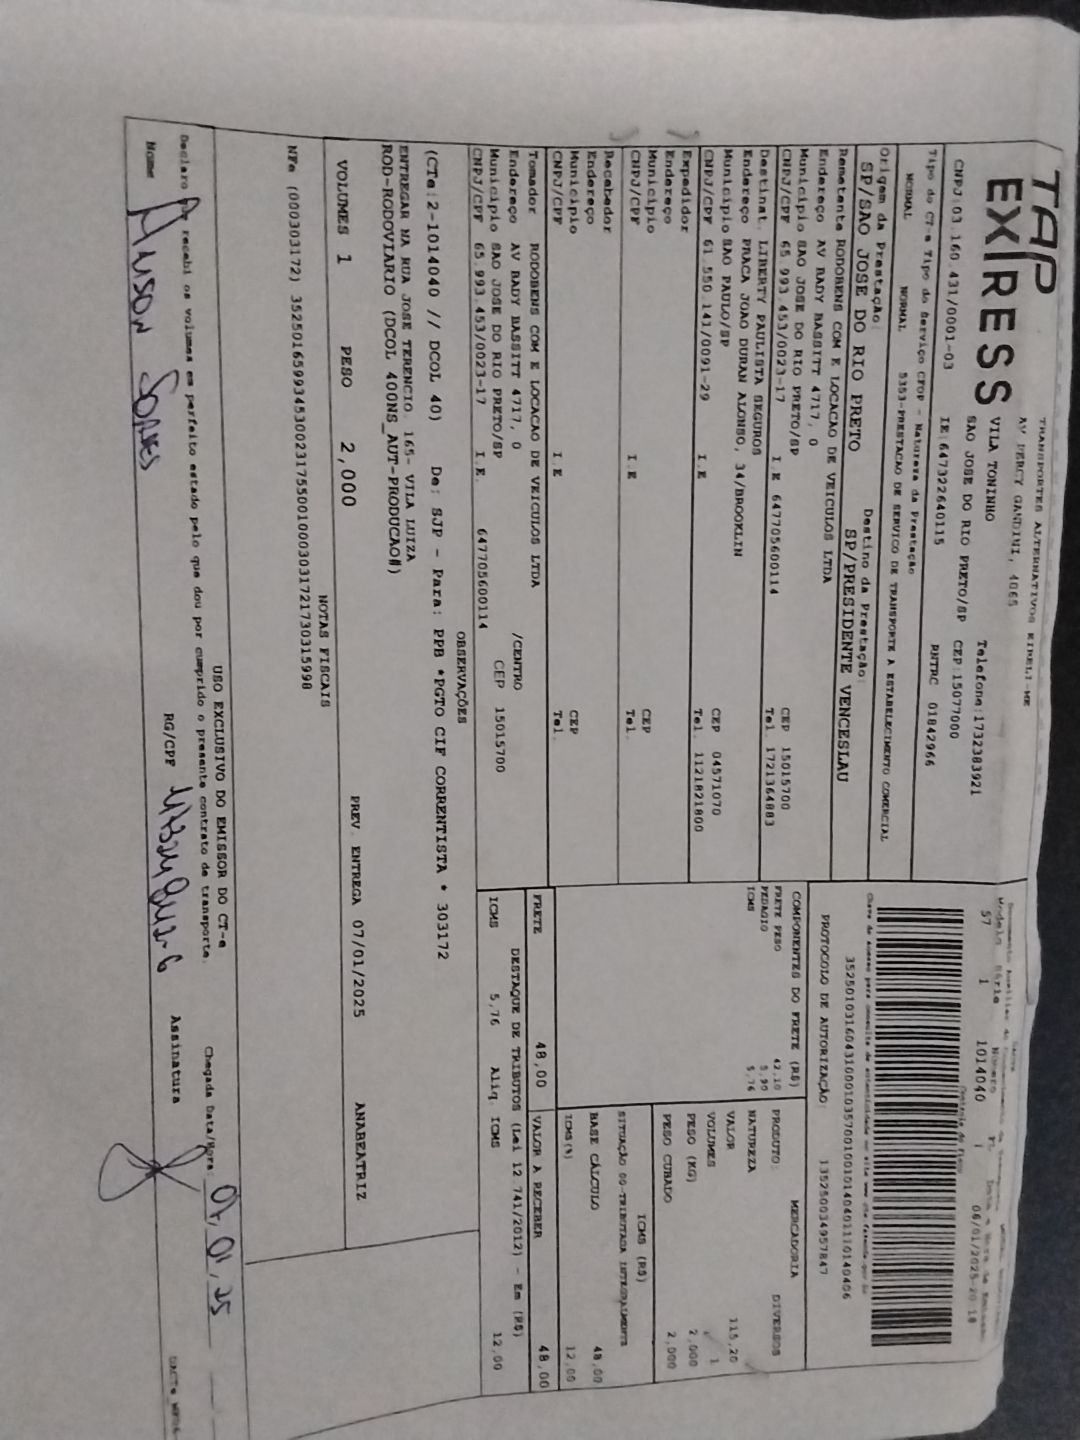 TAP
EXPRESS
TRANSPORTES ALTERNATIVOS EIRELI-ME
AV PERCY GANDINI, 4065
VILA TONINHO Telefone:1732383921
SAO JOSE DO RIO PRETO/SP CEP:15077000
CNPJ:03.160.431/0001-03 IE:647322640115 RNTRC 01842966
Tipo do CT-e Tipo do Serviço CFOP - Natureza da Prestação
NORMAL NORMAL 5353-PRESTACAO DE SERVICO DE TRANSPORTE A ESTABELECIMENTO COMERCIAL
Origem da Prestação: Destino da Prestação:
SP/SAO JOSE DO RIO PRETO SP/PRESIDENTE VENCESLAU
Remetente RODOBENS COM E LOCACAO DE VEICULOS LTDA
Endereço AV BADY BASSITT 4717, 0
Município SAO JOSE DO RIO PRETO/SP CEP 15015700
CNPJ/CPF 65.993.453/0023-17 I.E 647705600114 Tel. 1721364883
Destinat. LIBERTY PAULISTA SEGUROS
Endereço PRACA JOAO DURAN ALONSO, 34/BROOKLIN
Município SAO PAULO/SP CEP 04571070
CNPJ/CPF 61.550.141/0091-29 I.E Tel. 1121821800
Expedidor
Endereço
Município CEP
CNPJ/CPF I.E Tel.
Recebedor
Endereço
Município CEP
CNPJ/CPF I.E Tel.
Tomador RODOBENS COM E LOCACAO DE VEICULOS LTDA
Endereço AV BADY BASSITT 4717, 0 /CENTRO
Município SAO JOSE DO RIO PRETO/SP CEP 15015700
CNPJ/CPF 65.993.453/0023-17 I.E. 647705600114
Modelo Série Número FL
57 1 1014040 1 06/01/2025-20:18
35250103160431000103570010010140401110140406
PROTOCOLO DE AUTORIZAÇÃO: 135250034957847
COMPONENTES DO FRETE (R$)
FRETE PESO 42,10
PEDAGIO 5,90
ICMS 5,76
PRODUTO: MERCADORIA DIVERSOS
NATUREZA
VALOR 115,20
VOLUMES 1
PESO (KG) 2,000
PESO CUBADO 2,000
ICMS (R$)
BASE CÁLCULO 48,00
ICMS(%) 12,00
FRETE 48,00 VALOR A RECEBER 48,00
DESTAQUE DE TRIBUTOS (Lei 12.741/2012) - Em (R$)
ICMS 5,76 Aliq. ICMS 12,00
OBSERVAÇÕES
(CTe:2-1014040 // DCOL 40) De: SJP - Para: PPB *PGTO CIF CORRENTISTA * 303172
ENTREGAR NA RUA JOSE TERENCIO 165- VILA LUIZA
ROD-RODOVIARIO (DCOL 400NS_AUT-PRODUCAO#)
VOLUMES 1 PESO 2,000 PREV. ENTREGA 07/01/2025 ANABEATRIZ
NOTAS FISCAIS
NFe (000303172) 35250165993453002317550010003031721730315998
USO EXCLUSIVO DO EMISSOR DO CT-e
Declaro recebi os volumes em perfeito estado pelo que dou por cumprido o presente contrato de transporte. Chegada Data/Hora: 07,01,25
Nome RG/CPF Assinatura